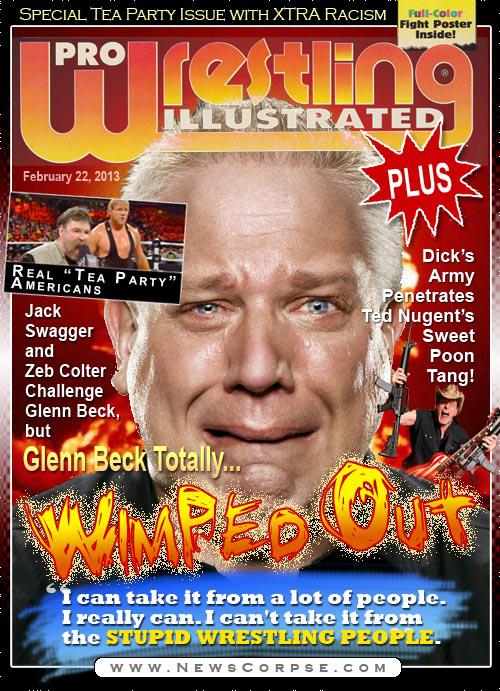 SPECIAL TEA PARTY ISSUE WITH XTRA RACISM
Full-Color
Fight Poster
Inside!
PRO
Wrestling
®
ILLUSTRATED
February 22, 2013
PLUS
REAL "TEA PARTY"
AMERICANS
Jack
Swagger
and
Zeb Colter
Challenge
Glenn Beck,
but
Dick's
Army
Penetrates
Ted Nugent's
Sweet
Poon
Tang!
Glenn Beck Totally...
WIMPED OUT
"I can take it from a lot of people.
I really can. I can't take it from
the STUPID WRESTLING PEOPLE.
WWW.NEWSCORPSE.COM